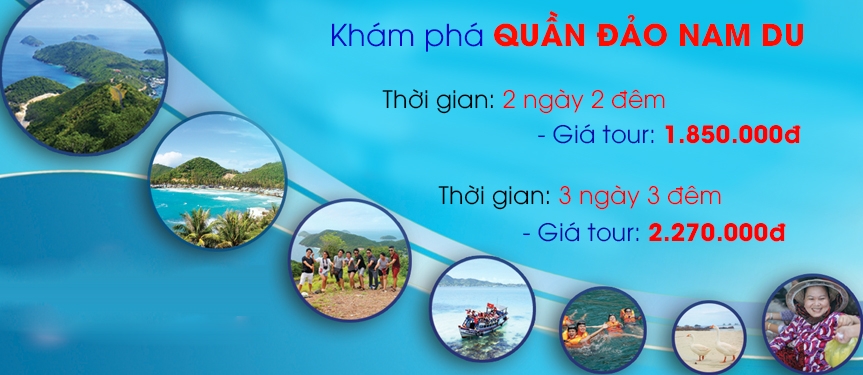 Khám phá QUẦN ĐẢO NAM DU
Thời gian: 2 ngày 2 đêm
- Giá tour: 1.850.000đ
Thời gian: 3 ngày 3 đêm
- Giá tour: 2.270.000đ